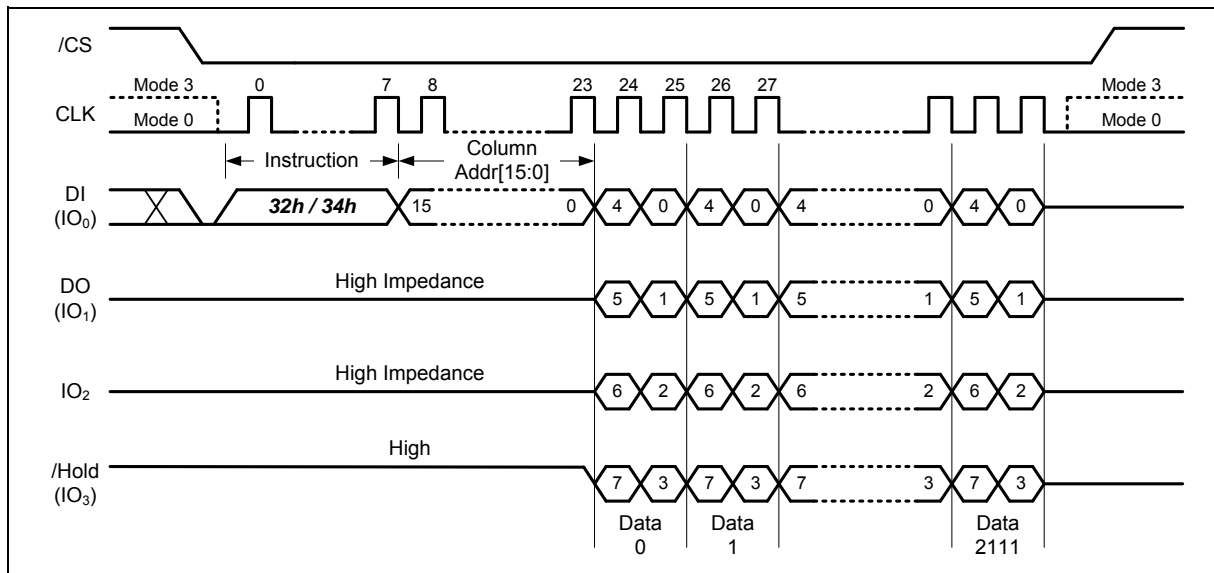 /CS
Mode 3 0 7 8 23 24 25 26 27 Mode 3
CLK
Mode 0 Mode 0
Instruction Column
Addr[15:0]
DI
(IO₀)
32h / 34h 15 0 4 0 4 0 4 0 4 0
High Impedance
DO
(IO₁)
5 1 5 1 5 1 5 1
High Impedance
IO₂ 6 2 6 2 6 2 6 2
High
/Hold
(IO₃)
7 3 7 3 7 3 7 3
Data
0
Data
1
Data
2111